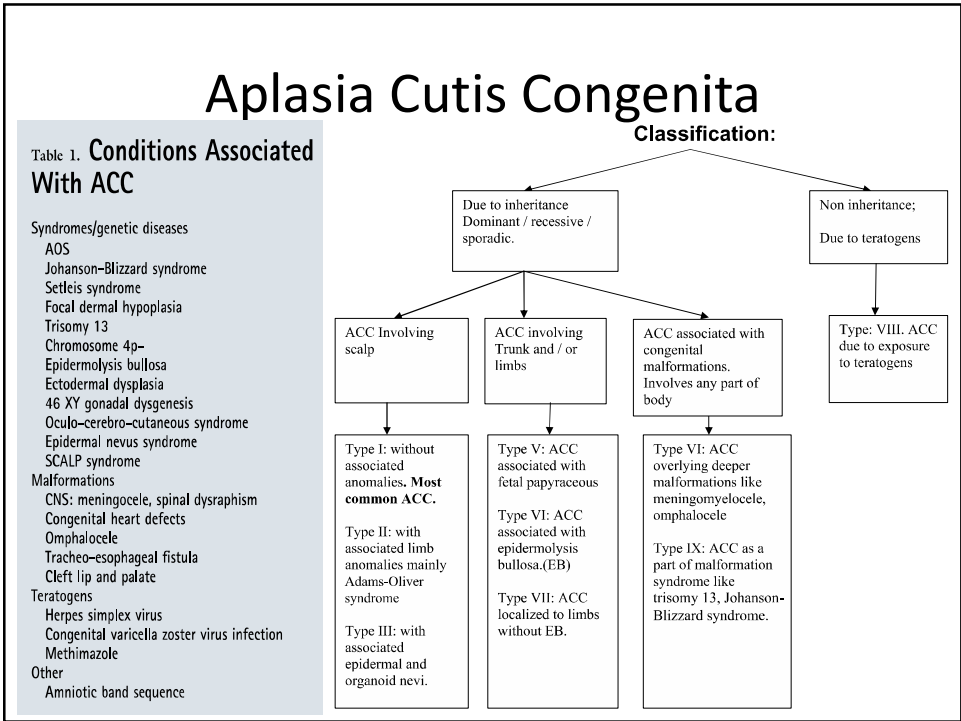 Aplasia Cutis Congenita
Table 1. Conditions Associated
With ACC
Syndromes/genetic diseases
AOS
Johanson–Blizzard syndrome
Setleis syndrome
Focal dermal hypoplasia
Trisomy 13
Chromosome 4p–
Epidermolysis bullosa
Ectodermal dysplasia
46 XY gonadal dysgenesis
Oculo-cerebro-cutaneous syndrome
Epidermal nevus syndrome
SCALP syndrome
Malformations
CNS: meningocele, spinal dysraphism
Congenital heart defects
Omphalocele
Tracheo-esophageal fistula
Cleft lip and palate
Teratogens
Herpes simplex virus
Congenital varicella zoster virus infection
Methimazole
Other
Amniotic band sequence
Classification:
Due to inheritance
Dominant / recessive /
sporadic.
Non inheritance;
Due to teratogens
ACC Involving
scalp
ACC involving
Trunk and / or
limbs
ACC associated with
congenital
malformations.
Involves any part of
body
Type: VIII. ACC
due to exposure
to teratogens
Type I: without
associated
anomalies. Most
common ACC.
Type II: with
associated limb
anomalies mainly
Adams-Oliver
syndrome
Type III: with
associated
epidermal and
organoid nevi.
Type V: ACC
associated with
fetal papyraceous
Type VI: ACC
associated with
epidermolysis
bullosa.(EB)
Type VII: ACC
localized to limbs
without EB.
Type VI: ACC
overlying deeper
malformations like
meningomyelocele,
omphalocele
Type IX: ACC as a
part of malformation
syndrome like
trisomy 13, Johanson-
Blizzard syndrome.